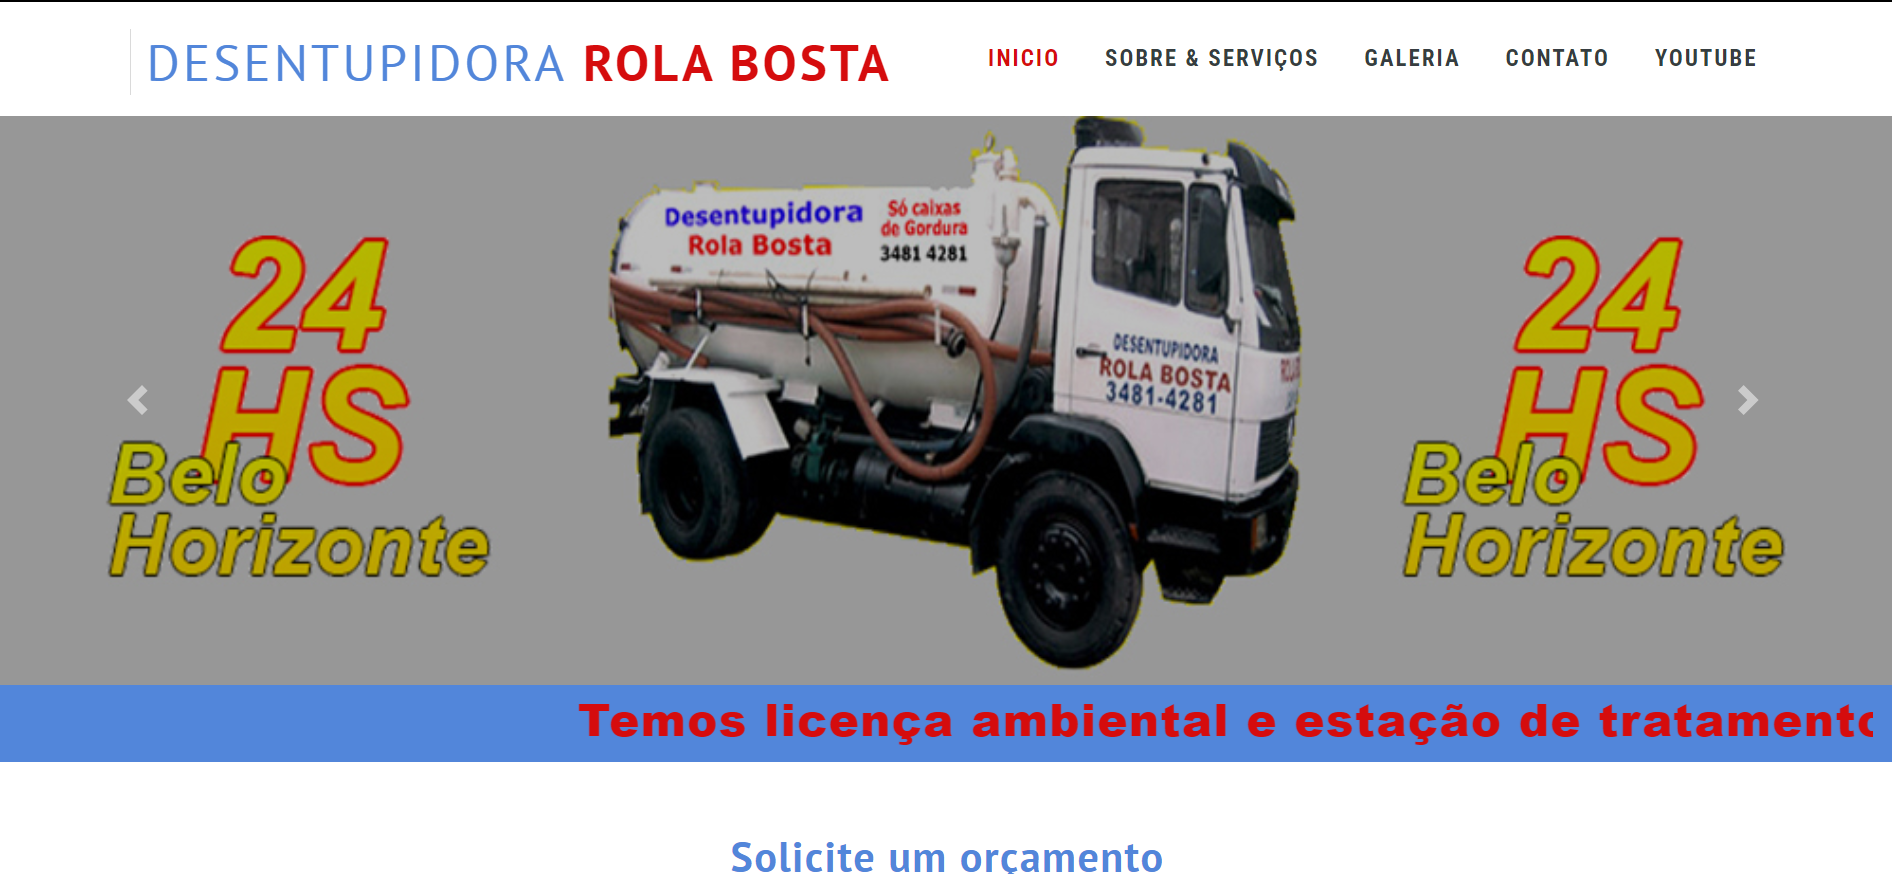 DESENTUPIDORA ROLA BOSTA
INICIO SOBRE & SERVIÇOS GALERIA CONTATO YOUTUBE
24
HS
Belo
Horizonte
Desentupidora
Rola Bosta
Só caixas
de Gordura
3481 4281
DESENTUPIDORA
ROLA BOSTA
3481-4281
24
HS
Belo
Horizonte
Temos licença ambiental e estação de tratamento
Solicite um orçamento